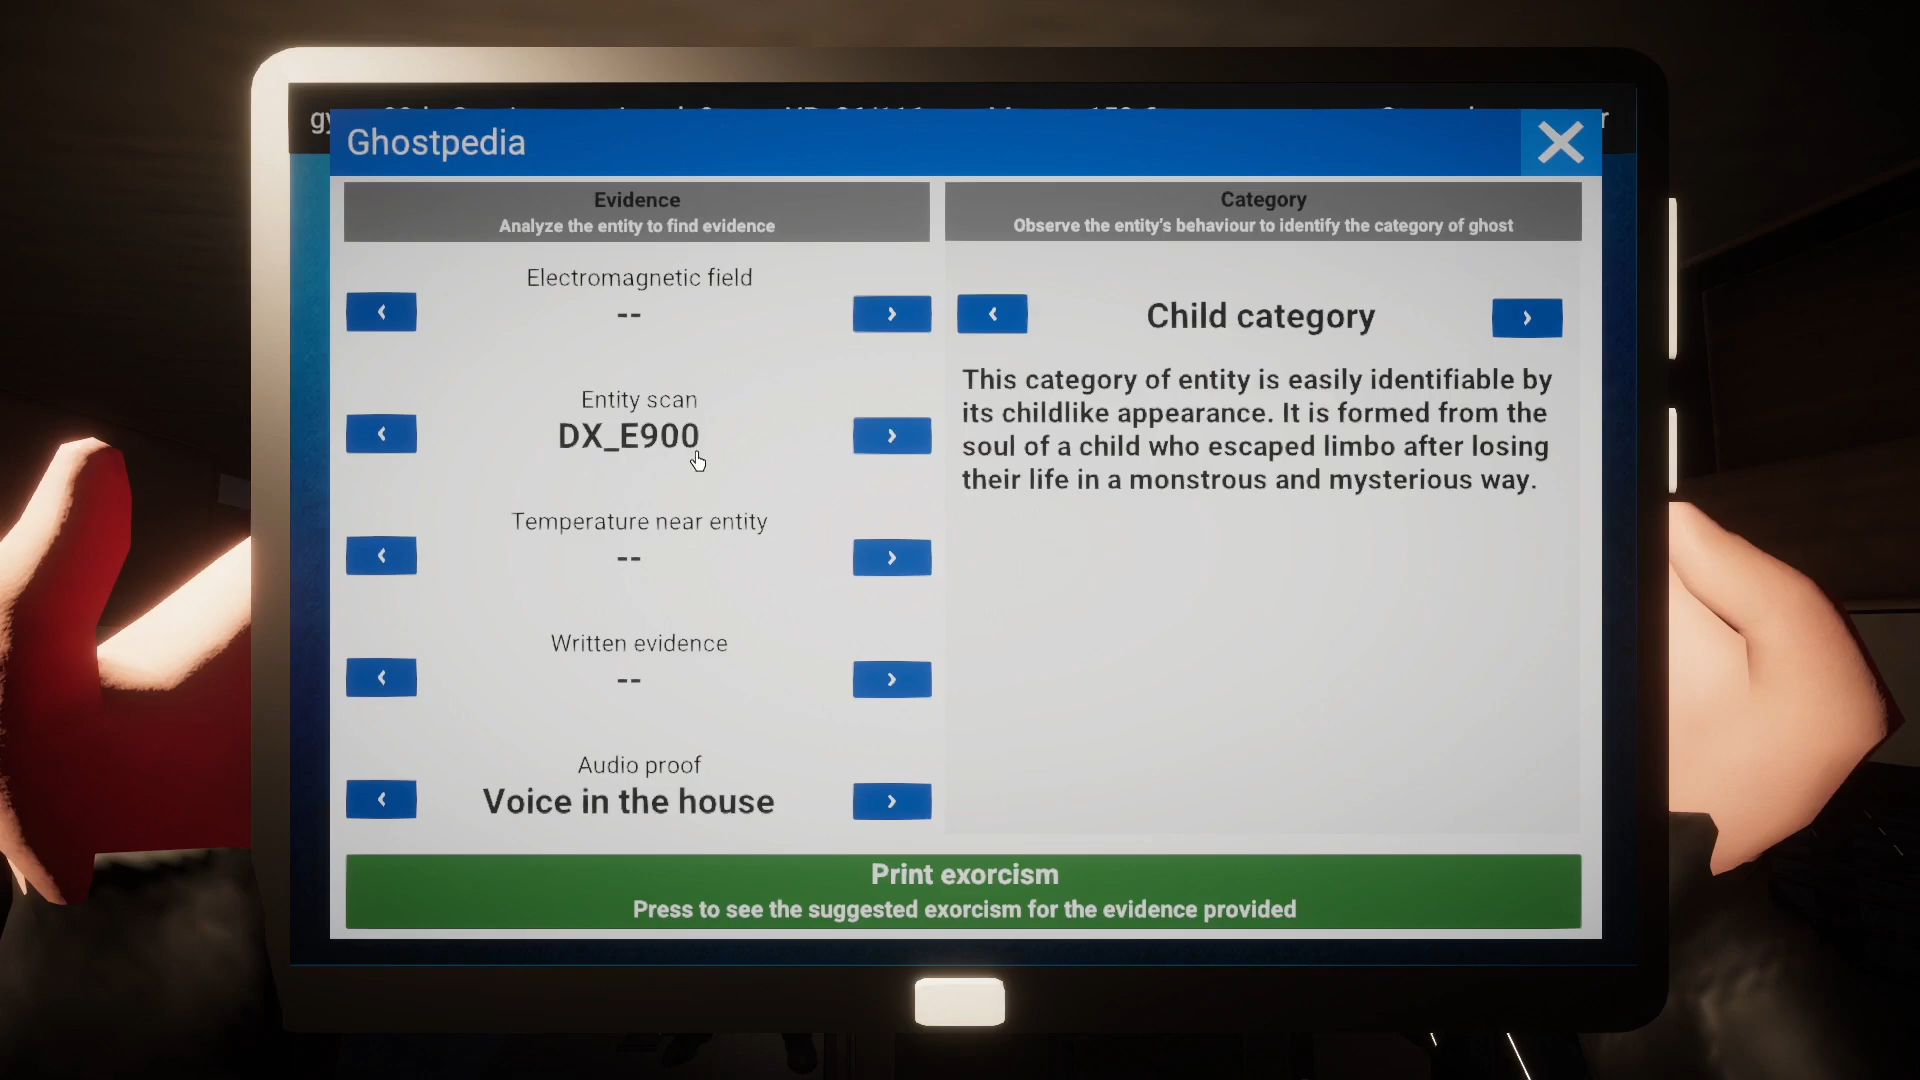 Ghostpedia
Evidence
Analyze the entity to find evidence
Category
Observe the entity's behaviour to identify the category of ghost
Electromagnetic field
‹ -- ›
‹ Child category ›
This category of entity is easily identifiable by
its childlike appearance. It is formed from the
soul of a child who escaped limbo after losing
their life in a monstrous and mysterious way.
Entity scan
‹ DX_E900 ›
Temperature near entity
‹ -- ›
Written evidence
‹ -- ›
Audio proof
‹ Voice in the house ›
Print exorcism
Press to see the suggested exorcism for the evidence provided